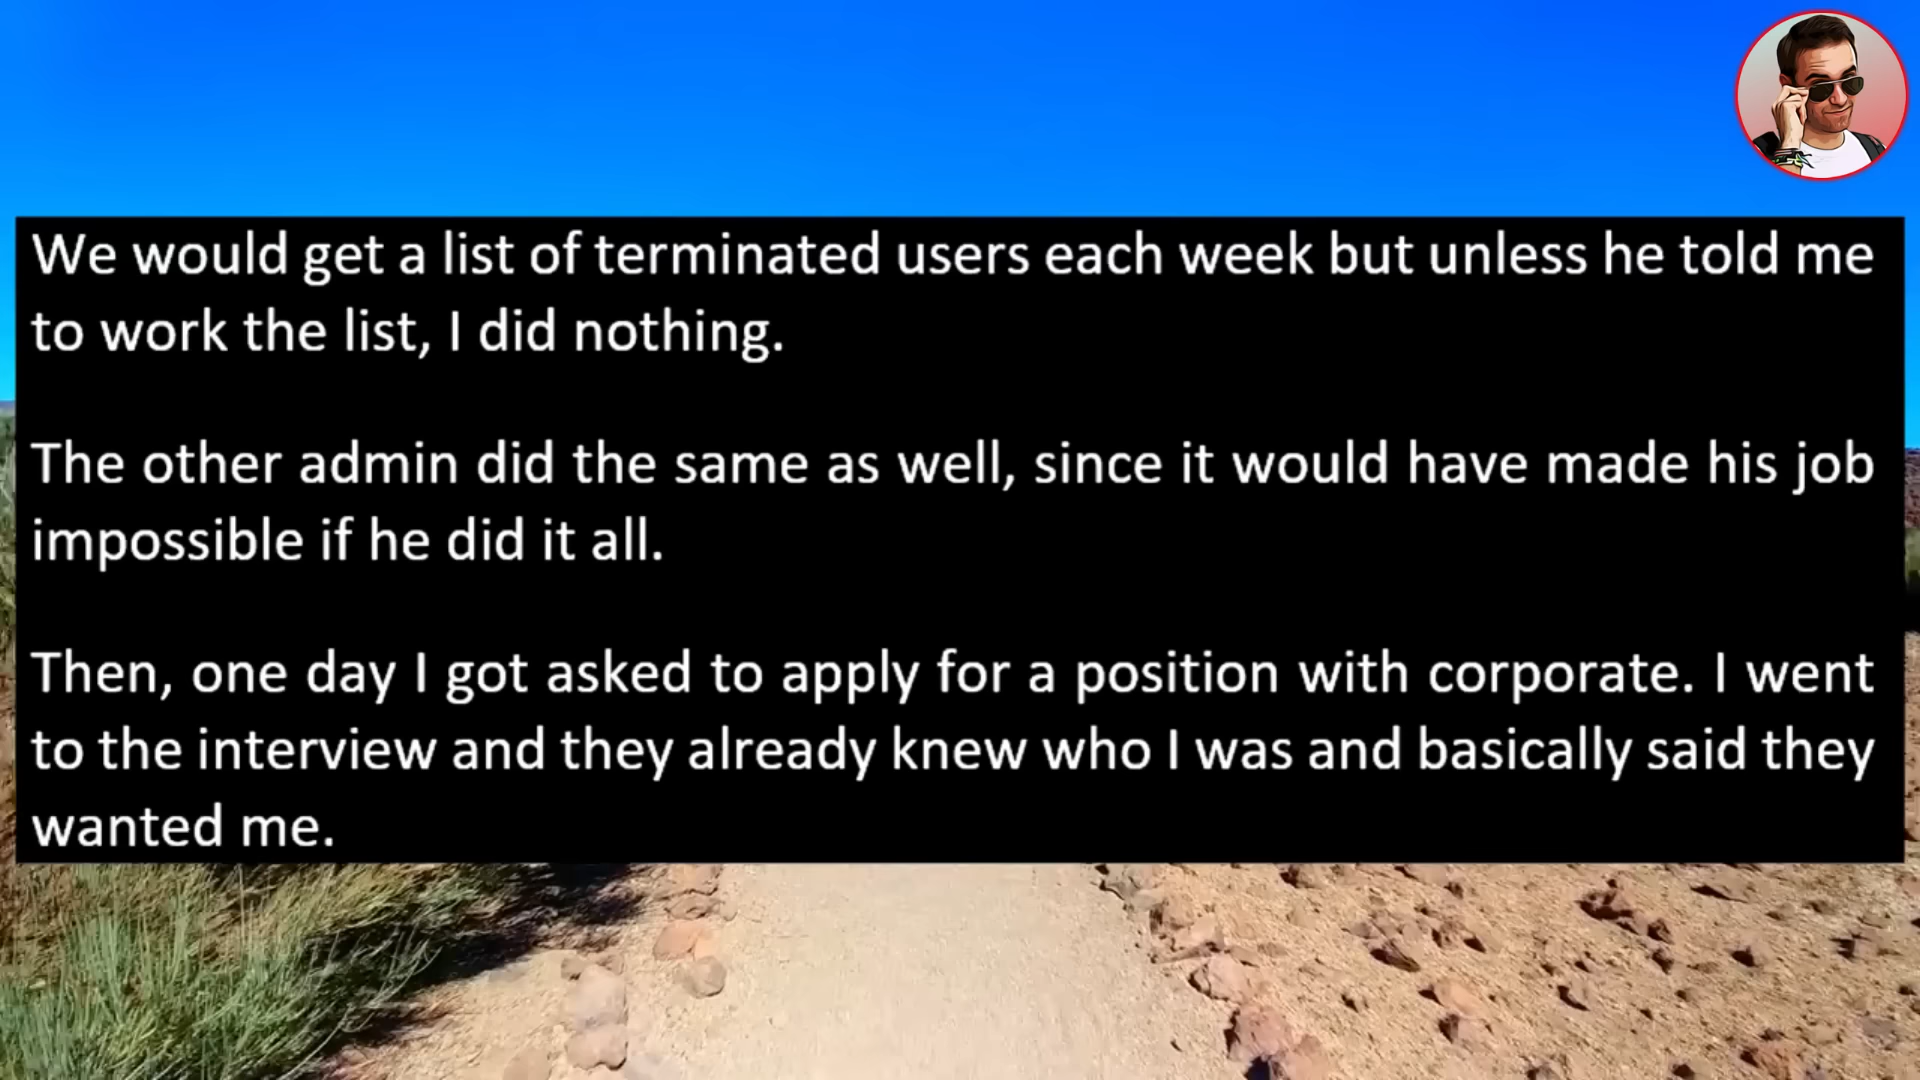 We would get a list of terminated users each week but unless he told me
to work the list, I did nothing.
The other admin did the same as well, since it would have made his job
impossible if he did it all.
Then, one day I got asked to apply for a position with corporate. I went
to the interview and they already knew who I was and basically said they
wanted me.